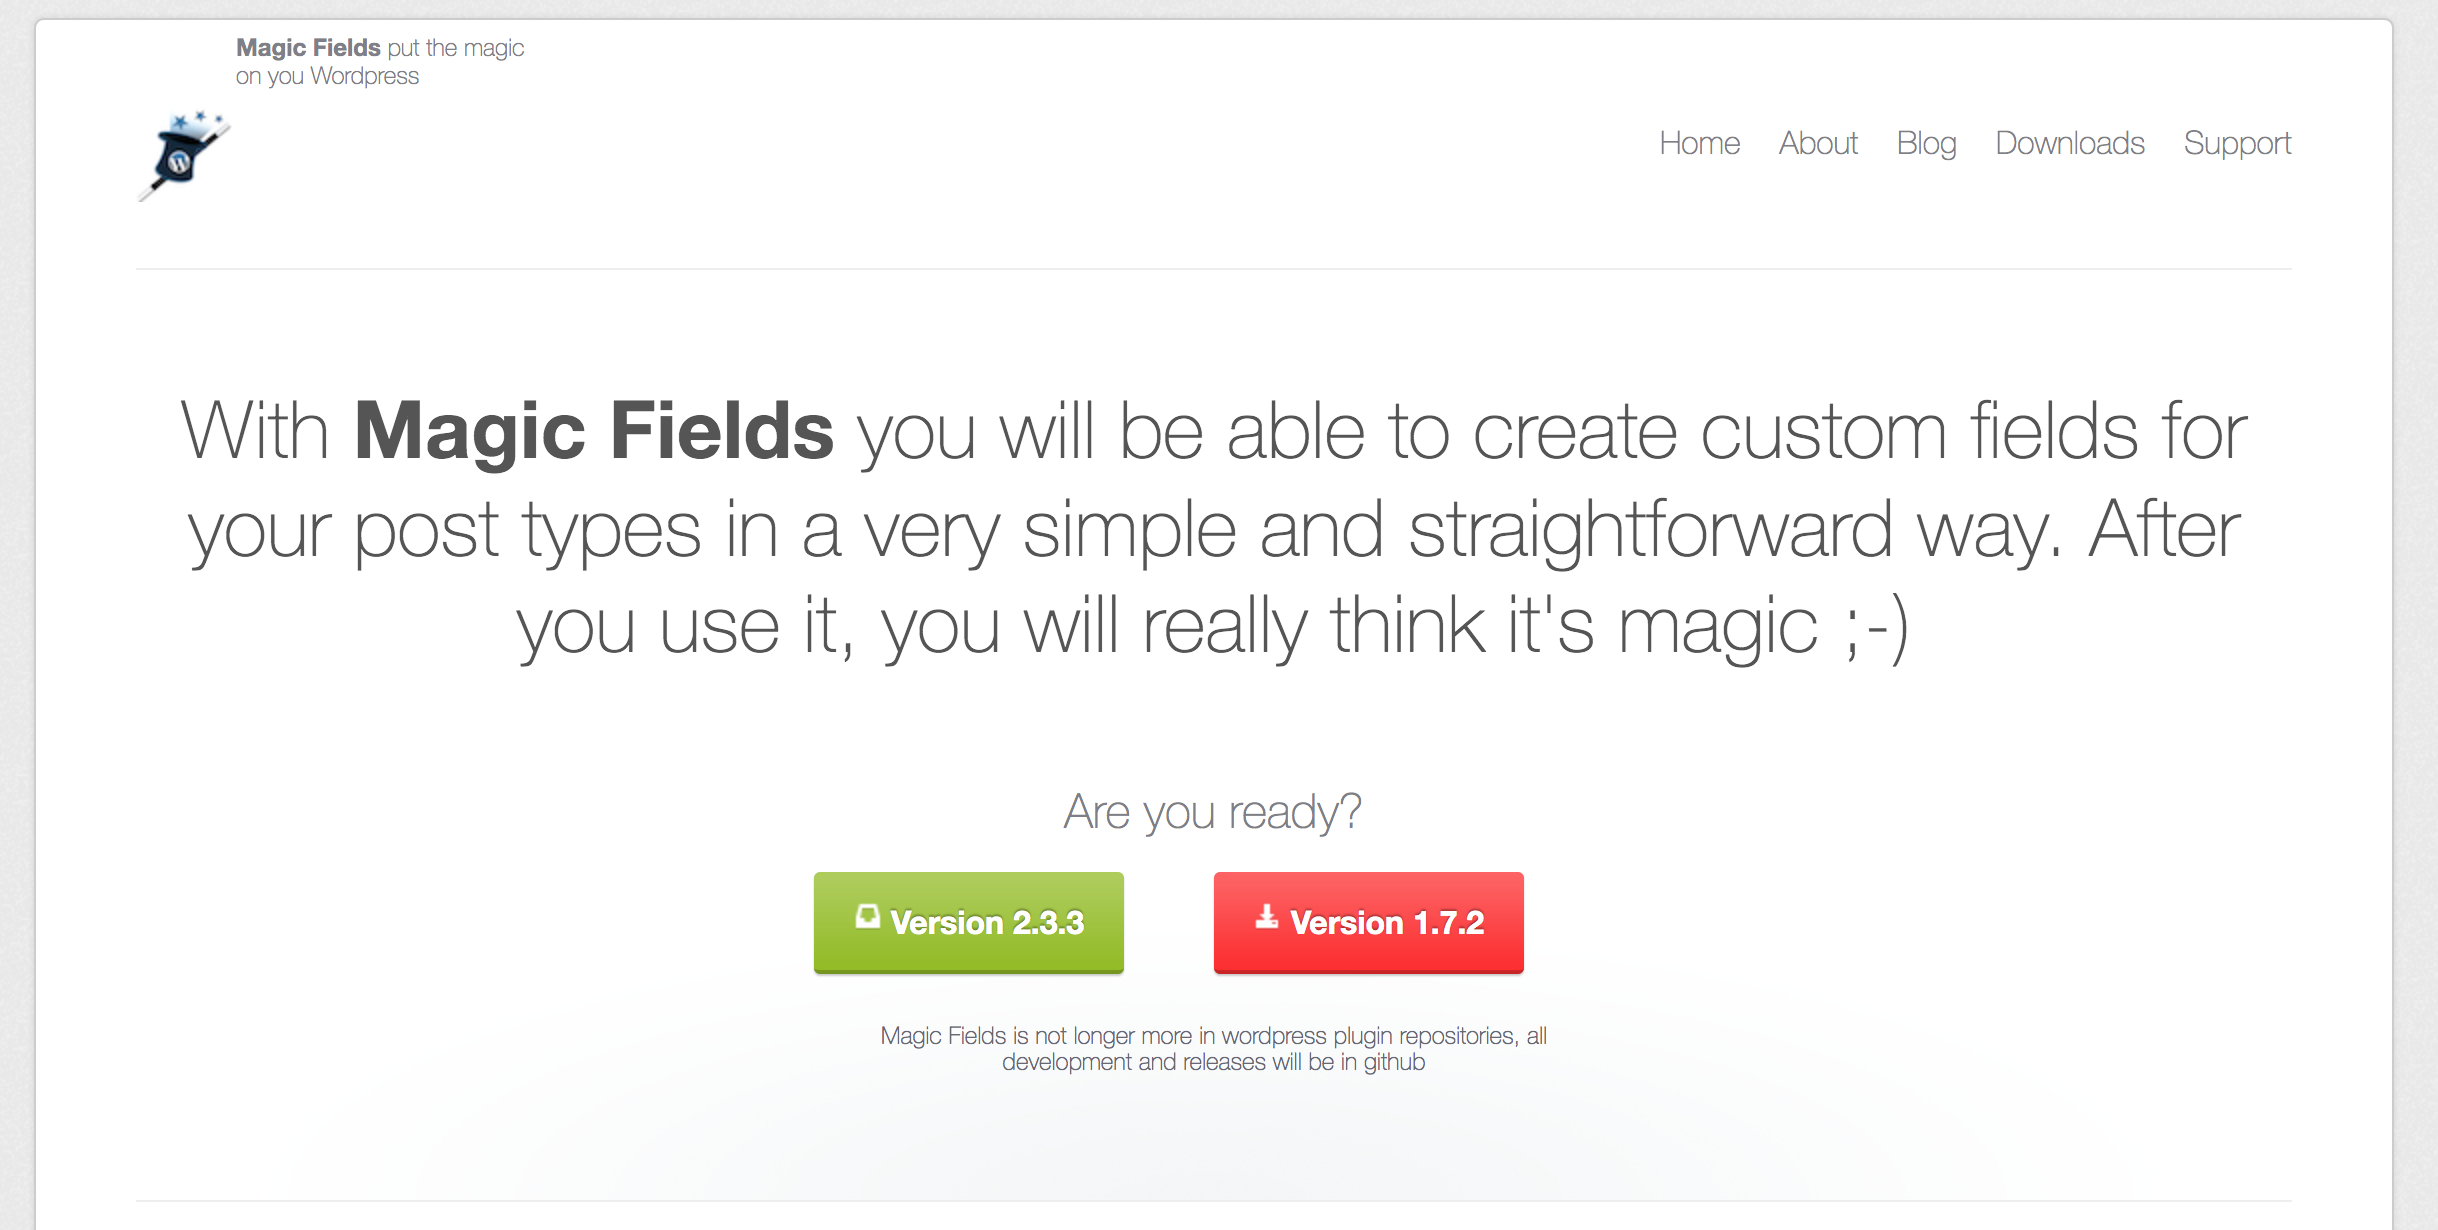 Magic Fields put the magic
on you Wordpress
Home About Blog Downloads Support
With Magic Fields you will be able to create custom fields for
your post types in a very simple and straightforward way. After
you use it, you will really think it's magic ;-)
Are you ready?
Version 2.3.3
Version 1.7.2
Magic Fields is not longer more in wordpress plugin repositories, all
development and releases will be in github